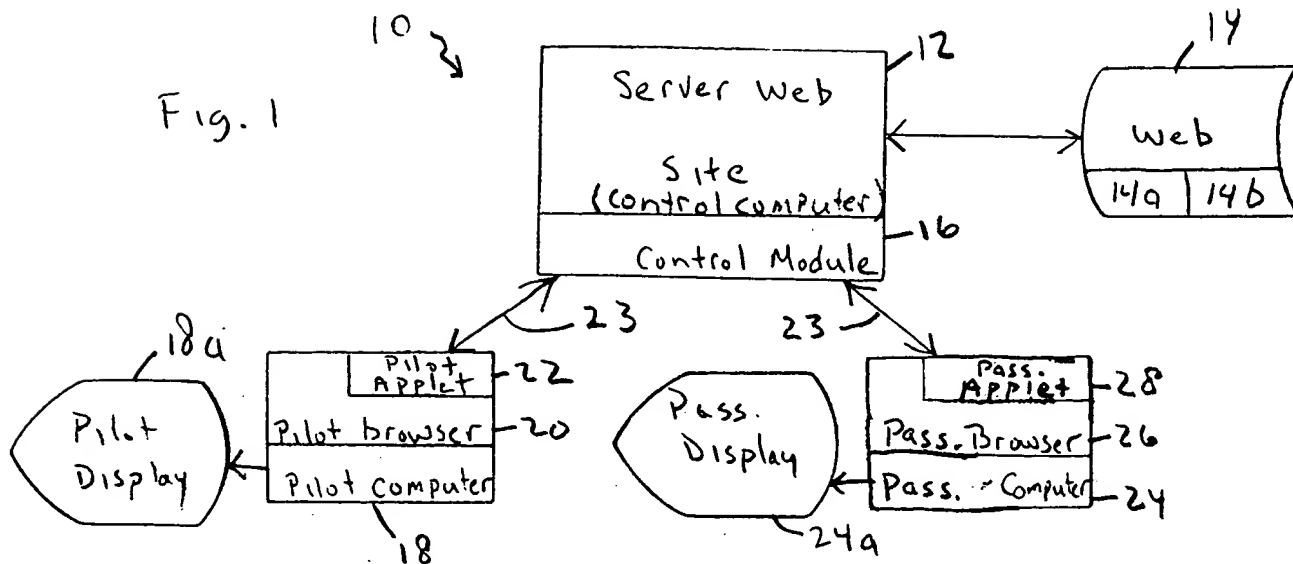 10
Fig. 1
12
Server Web
Site
(Control computer)
16
Control Module
14
Web
14a 14b
23
23
18a
Pilot
Display
Pilot
Applet
22
Pilot browser
20
Pilot Computer
18
Pass.
Display
24a
Pass.
Applet
28
Pass. Browser
26
Pass. Computer
24